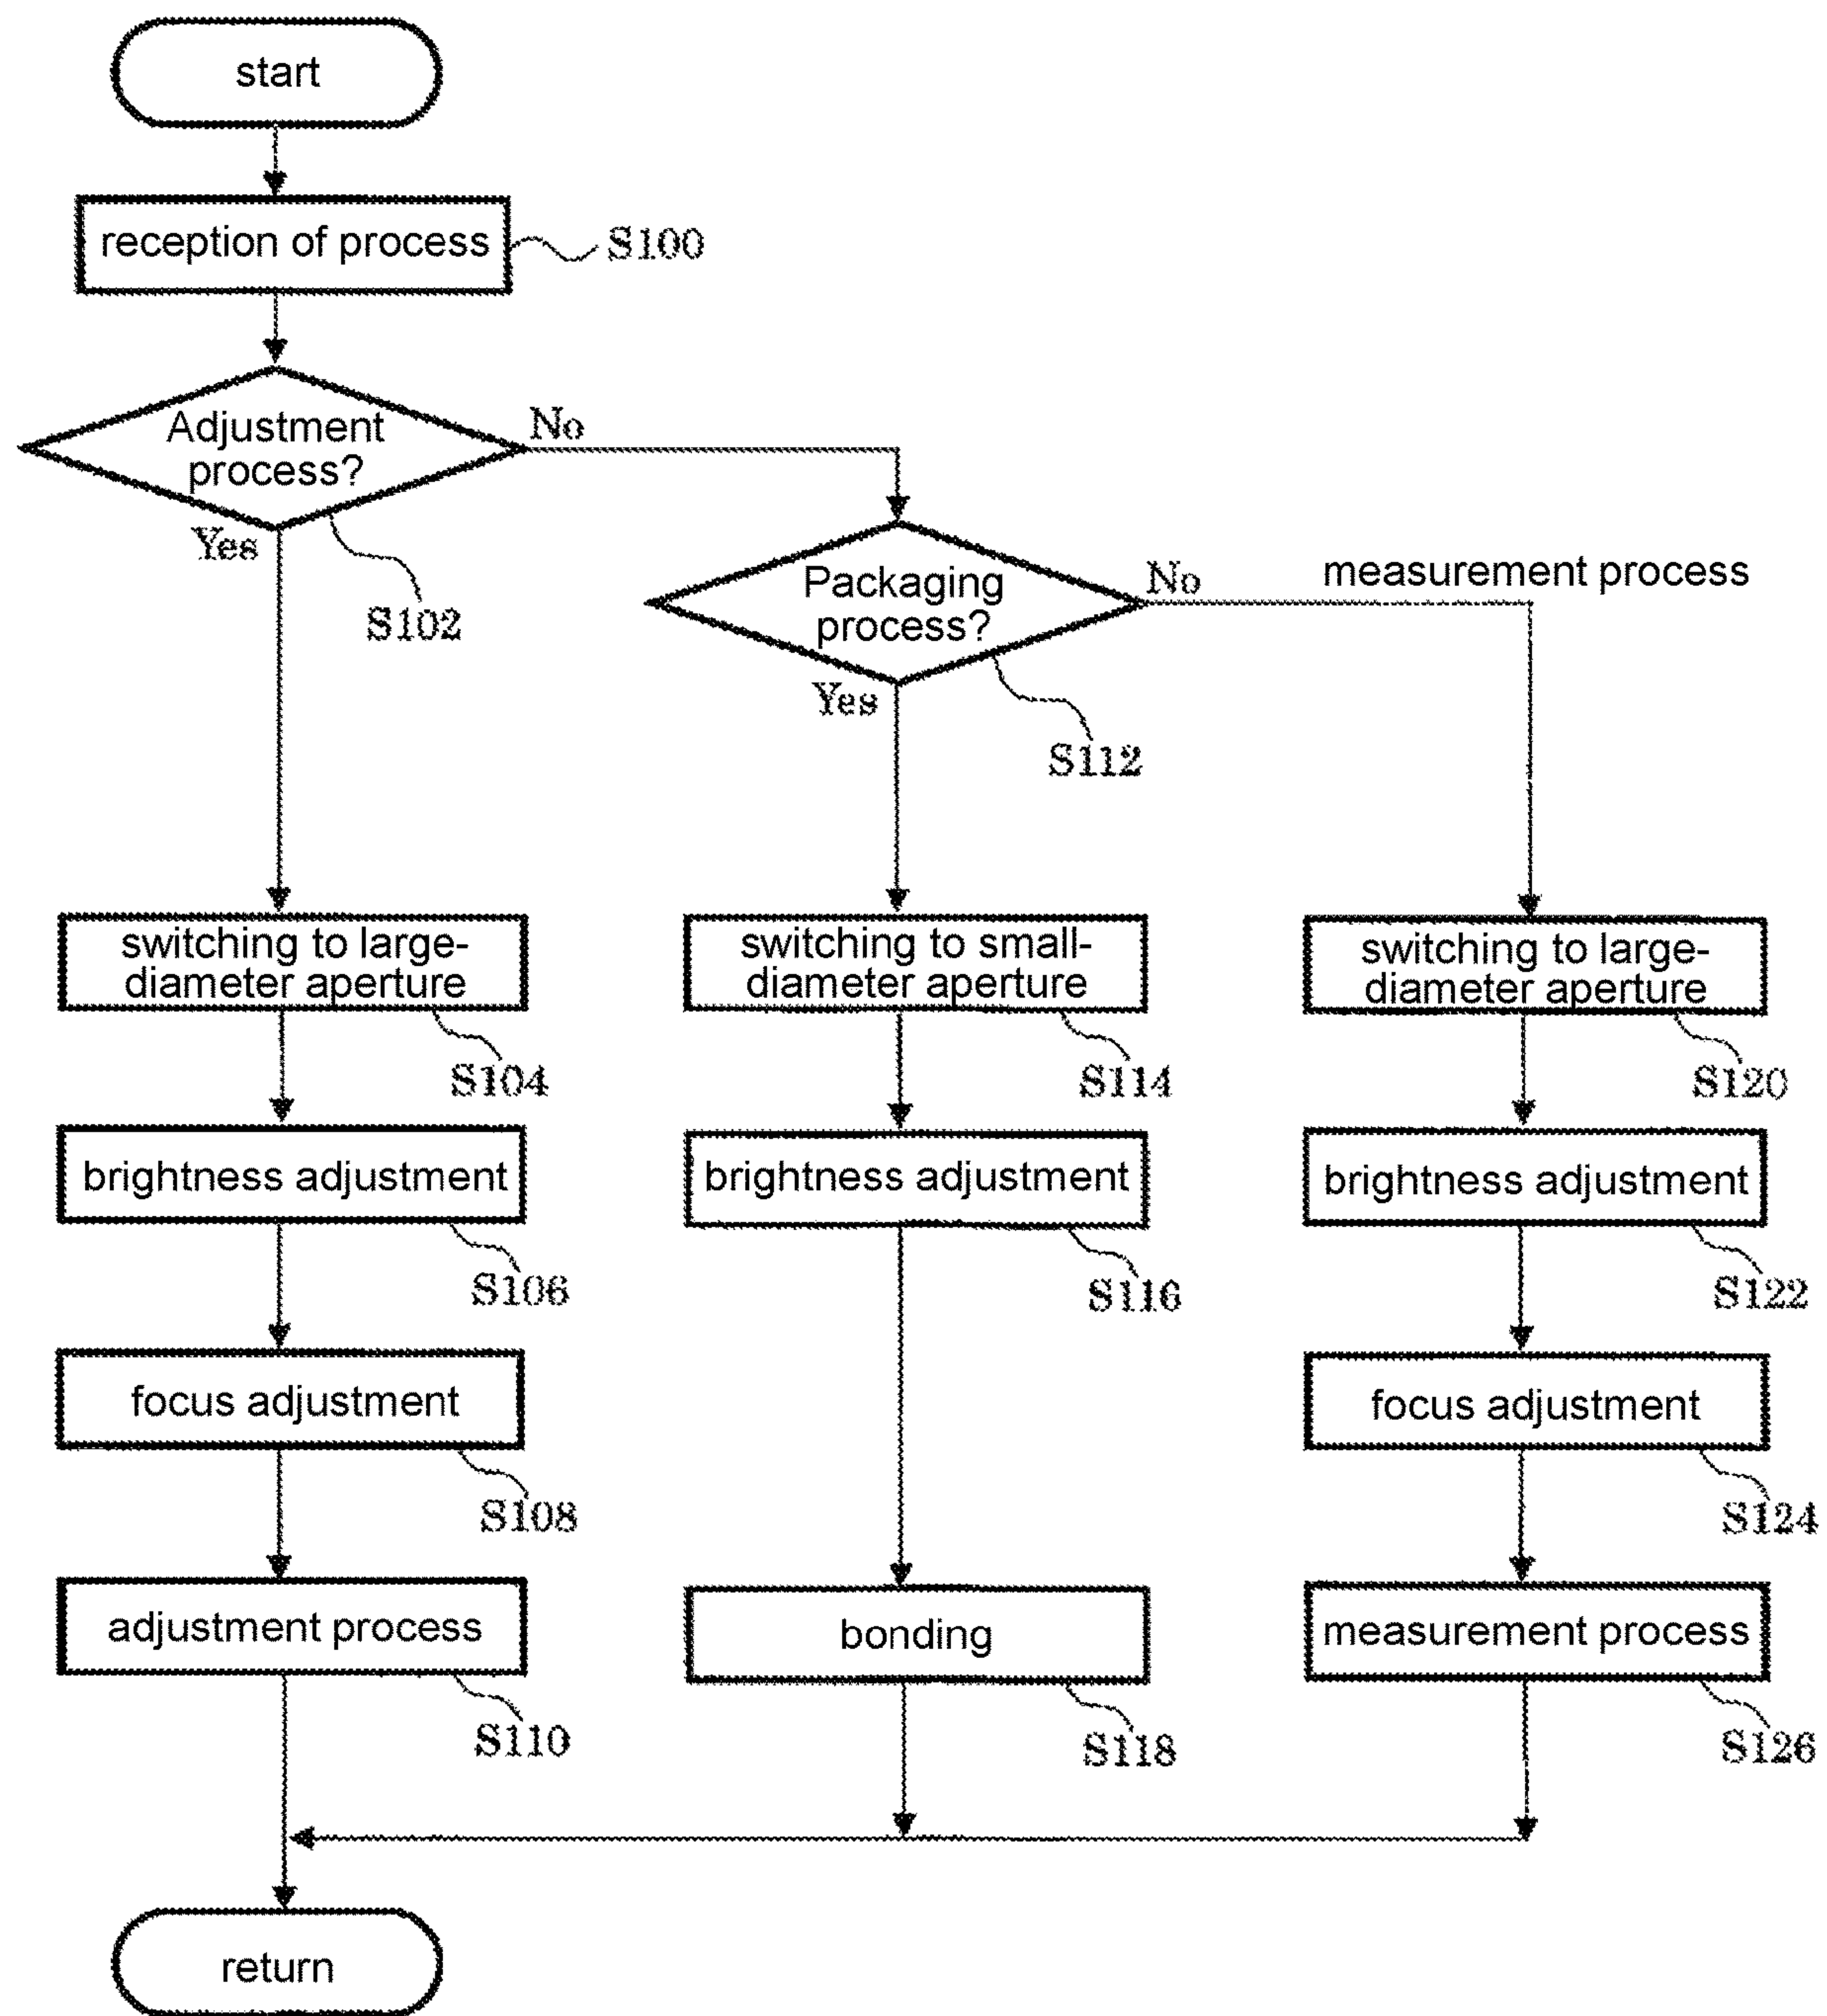 start
reception of process
S100
Adjustment
process?
No
Yes
S102
Packaging
process?
No
measurement process
Yes
S112
switching to large-
diameter aperture
S104
switching to small-
diameter aperture
S114
switching to large-
diameter aperture
S120
brightness adjustment
S106
brightness adjustment
S116
brightness adjustment
S122
focus adjustment
S108
focus adjustment
S124
adjustment process
S110
bonding
S118
measurement process
S126
return